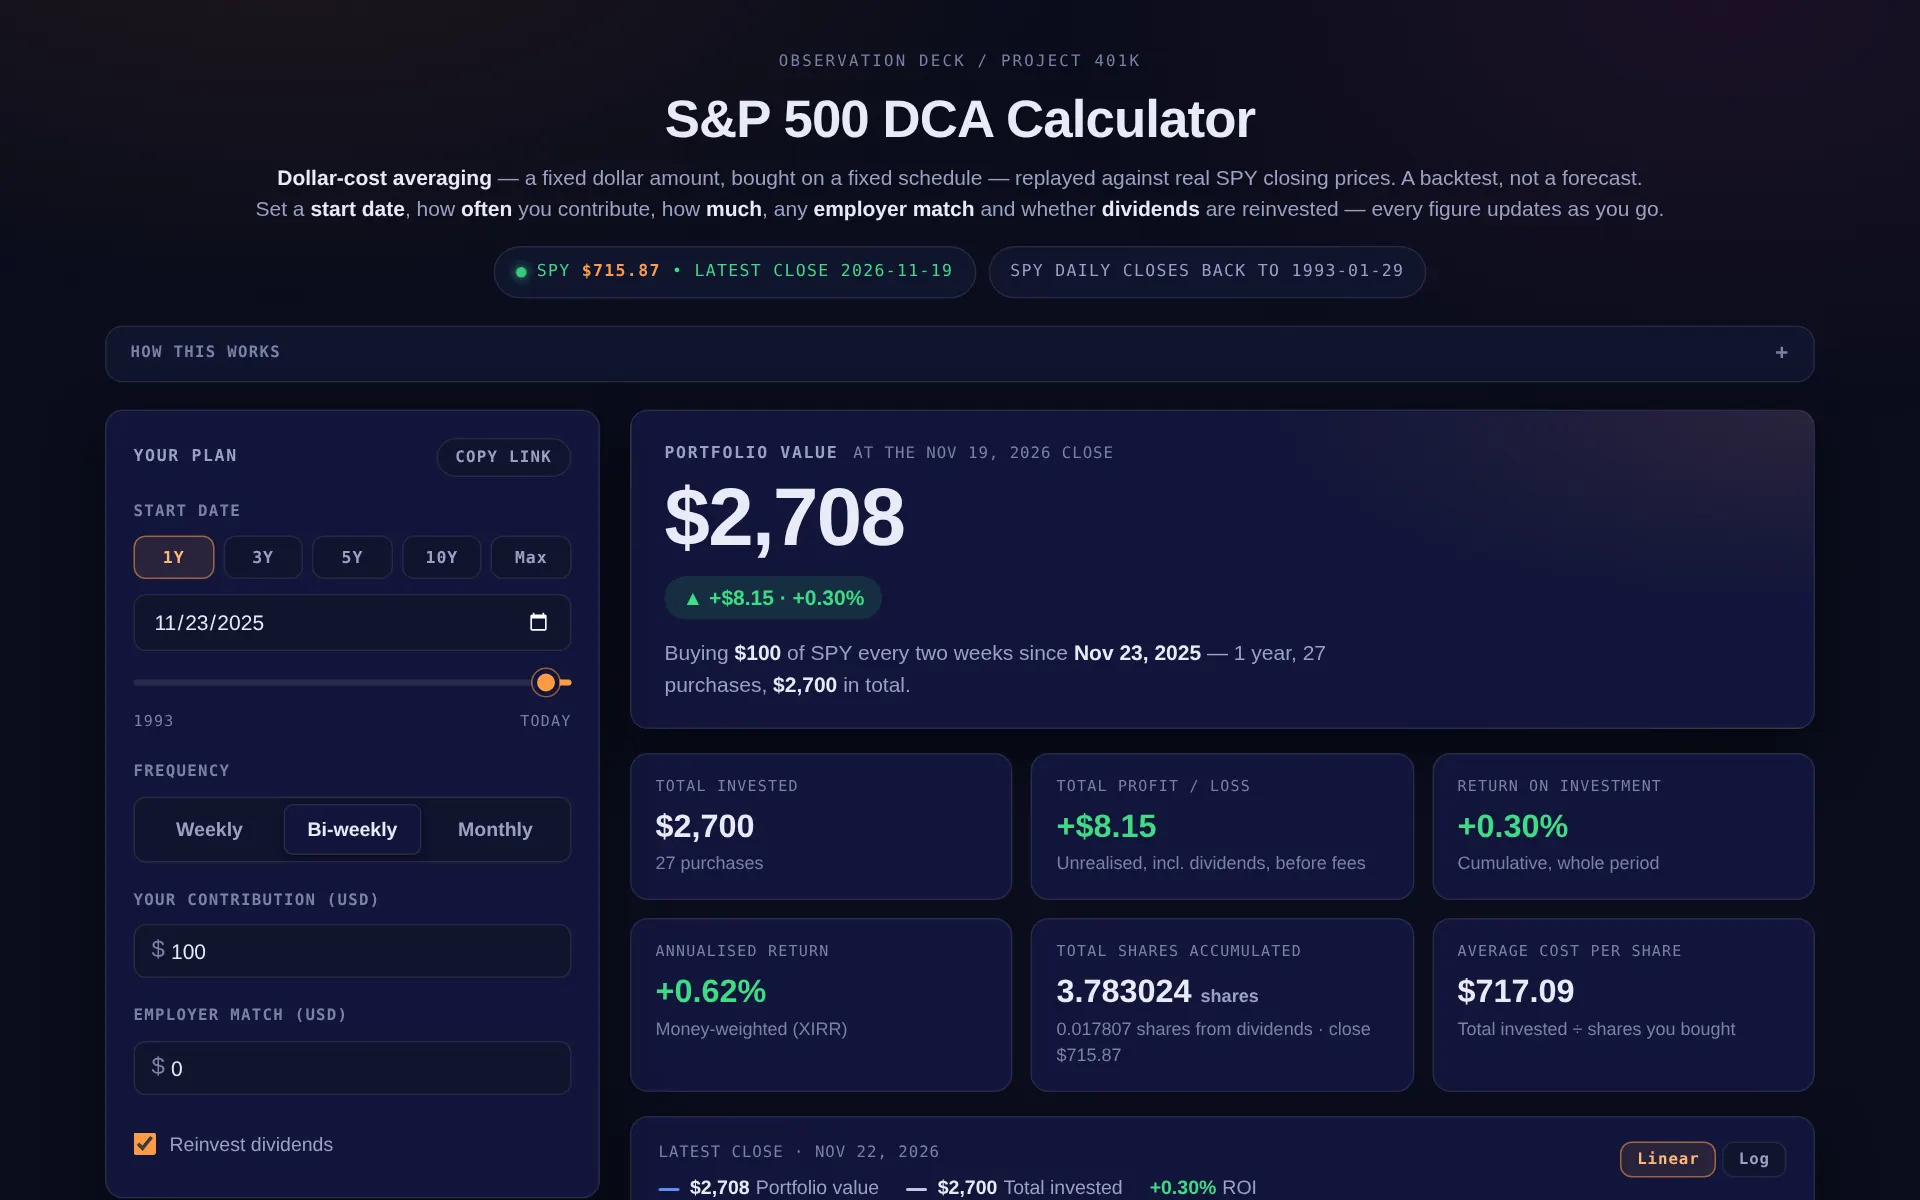 OBSERVATION DECK / PROJECT 401K
S&P 500 DCA Calculator
Dollar-cost averaging — a fixed dollar amount, bought on a fixed schedule — replayed against real SPY closing prices. A backtest, not a forecast.
Set a start date, how often you contribute, how much, any employer match and whether dividends are reinvested — every figure updates as you go.
SPY $715.87 • LATEST CLOSE 2026-11-19
SPY DAILY CLOSES BACK TO 1993-01-29
HOW THIS WORKS +
YOUR PLAN
COPY LINK
START DATE
1Y 3Y 5Y 10Y Max
11/23/2025
1993 TODAY
FREQUENCY
Weekly Bi-weekly Monthly
YOUR CONTRIBUTION (USD)
$ 100
EMPLOYER MATCH (USD)
$ 0
Reinvest dividends
PORTFOLIO VALUE AT THE NOV 19, 2026 CLOSE
$2,708
▲ +$8.15 · +0.30%
Buying $100 of SPY every two weeks since Nov 23, 2025 — 1 year, 27
purchases, $2,700 in total.
TOTAL INVESTED
$2,700
27 purchases
TOTAL PROFIT / LOSS
+$8.15
Unrealised, incl. dividends, before fees
RETURN ON INVESTMENT
+0.30%
Cumulative, whole period
ANNUALISED RETURN
+0.62%
Money-weighted (XIRR)
TOTAL SHARES ACCUMULATED
3.783024 shares
0.017807 shares from dividends · close
$715.87
AVERAGE COST PER SHARE
$717.09
Total invested ÷ shares you bought
LATEST CLOSE · NOV 22, 2026
Linear Log
$2,708 Portfolio value $2,700 Total invested +0.30% ROI